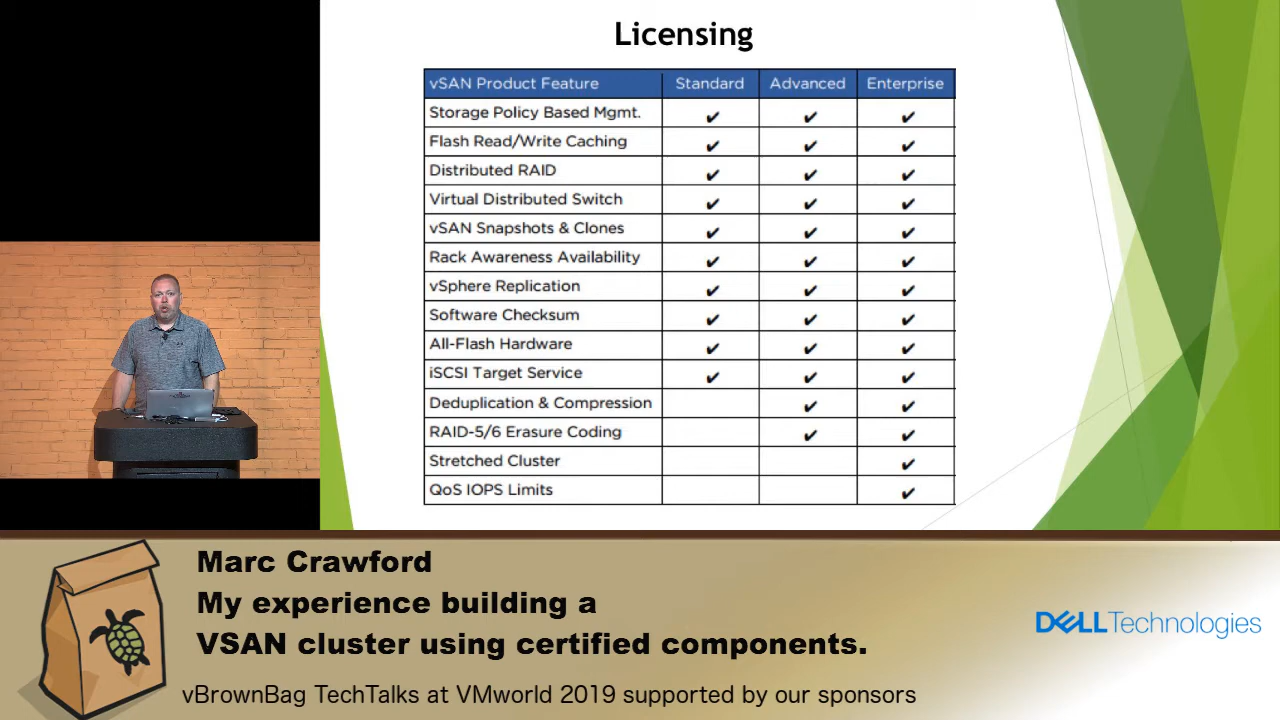 Licensing
vSAN Product Feature Standard Advanced Enterprise
Storage Policy Based Mgmt. ✔ ✔ ✔
Flash Read/Write Caching ✔ ✔ ✔
Distributed RAID ✔ ✔ ✔
Virtual Distributed Switch ✔ ✔ ✔
vSAN Snapshots & Clones ✔ ✔ ✔
Rack Awareness Availability ✔ ✔ ✔
vSphere Replication ✔ ✔ ✔
Software Checksum ✔ ✔ ✔
All-Flash Hardware ✔ ✔ ✔
iSCSI Target Service ✔ ✔ ✔
Deduplication & Compression ✔ ✔
RAID-5/6 Erasure Coding ✔ ✔
Stretched Cluster ✔
QoS IOPS Limits ✔
Marc Crawford
My experience building a
VSAN cluster using certified components.
DELL Technologies
vBrownBag TechTalks at VMworld 2019 supported by our sponsors